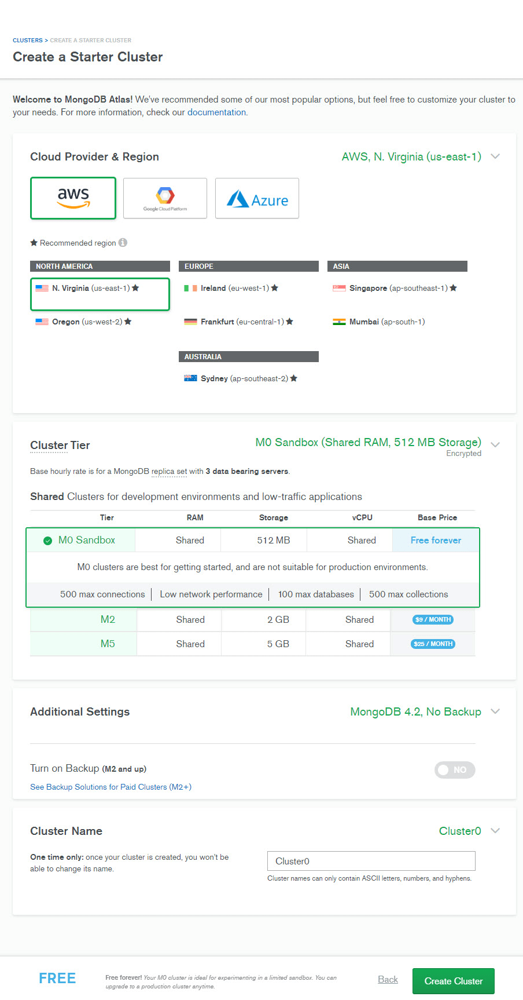 CLUSTERS > CREATE A STARTER CLUSTER
Create a Starter Cluster
Welcome to MongoDB Atlas! We've recommended some of our most popular options, but feel free to customize your cluster to
your needs. For more information, check our documentation.
Cloud Provider & Region
AWS, N. Virginia (us-east-1)
aws
Google Cloud Platform
Azure
Recommended region
NORTH AMERICA
EUROPE
ASIA
N. Virginia (us-east-1)
Ireland (eu-west-1)
Singapore (ap-southeast-1)
Oregon (us-west-2)
Frankfurt (eu-central-1)
Mumbai (ap-south-1)
AUSTRALIA
Sydney (ap-southeast-2)
Cluster Tier
M0 Sandbox (Shared RAM, 512 MB Storage)
Encrypted
Base hourly rate is for a MongoDB replica set with 3 data bearing servers.
Shared Clusters for development environments and low-traffic applications
Tier RAM Storage vCPU Base Price
M0 Sandbox Shared 512 MB Shared Free forever
M0 clusters are best for getting started, and are not suitable for production environments.
500 max connections Low network performance 100 max databases 500 max collections
M2 Shared 2 GB Shared $9 / MONTH
M5 Shared 5 GB Shared $25 / MONTH
Additional Settings
MongoDB 4.2, No Backup
Turn on Backup (M2 and up)
NO
See Backup Solutions for Paid Clusters (M2+)
Cluster Name
Cluster0
One time only: once your cluster is created, you won't be
able to change its name.
Cluster0
Cluster names can only contain ASCII letters, numbers, and hyphens.
FREE
Free forever! Your M0 cluster is ideal for experimenting in a limited sandbox. You can
upgrade to a production cluster anytime.
Back
Create Cluster